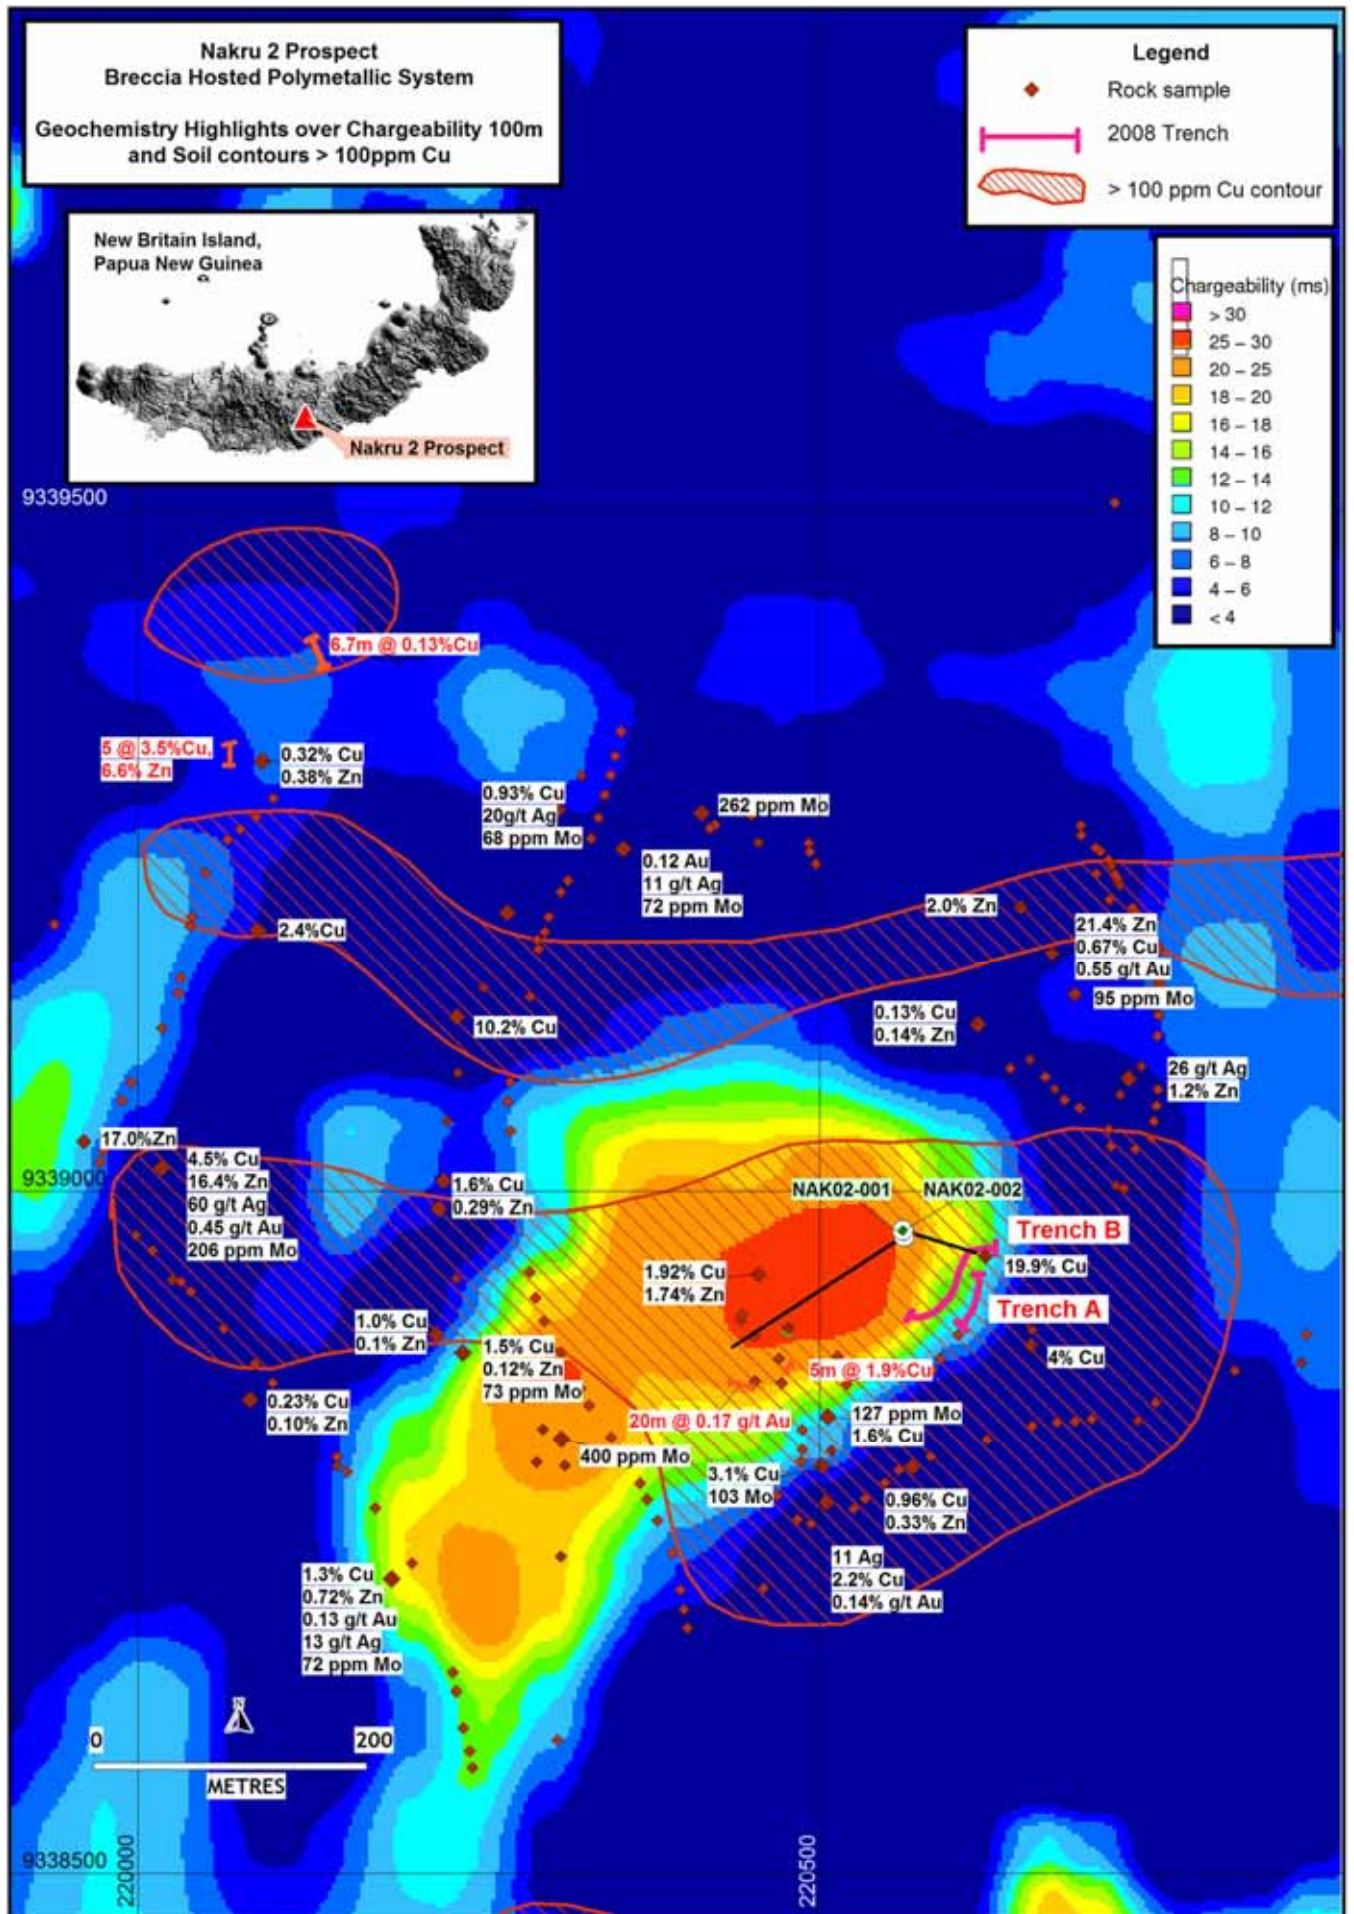 Nakru 2 Prospect
Breccia Hosted Polymetallic System
Geochemistry Highlights over Chargeability 100m
and Soil contours > 100ppm Cu
Legend
Rock sample
2008 Trench
> 100 ppm Cu contour
New Britain Island,
Papua New Guinea
Nakru 2 Prospect
Chargeability (ms)
> 30
25 – 30
20 – 25
18 – 20
16 – 18
14 – 16
12 – 14
10 – 12
8 – 10
6 – 8
4 – 6
< 4
9339500
6.7m @ 0.13%Cu
5 @ 3.5%Cu,
6.6% Zn
0.32% Cu
0.38% Zn
0.93% Cu
20g/t Ag
68 ppm Mo
262 ppm Mo
0.12 Au
11 g/t Ag
72 ppm Mo
2.0% Zn
21.4% Zn
0.67% Cu
0.55 g/t Au
2.4%Cu
95 ppm Mo
10.2% Cu
0.13% Cu
0.14% Zn
26 g/t Ag
1.2% Zn
17.0%Zn
4.5% Cu
16.4% Zn
60 g/t Ag
0.45 g/t Au
206 ppm Mo
9339000
1.6% Cu
0.29% Zn
NAK02-001
NAK02-002
Trench B
19.9% Cu
1.92% Cu
1.74% Zn
Trench A
1.0% Cu
0.1% Zn
1.5% Cu
0.12% Zn
73 ppm Mo
4% Cu
5m @ 1.9%Cu
0.23% Cu
0.10% Zn
20m @ 0.17 g/t Au
127 ppm Mo
1.6% Cu
400 ppm Mo
3.1% Cu
103 Mo
0.96% Cu
0.33% Zn
11 Ag
2.2% Cu
0.14% g/t Au
1.3% Cu
0.72% Zn
0.13 g/t Au
13 g/t Ag
72 ppm Mo
N
0 200
METRES
9338500
220000
220500